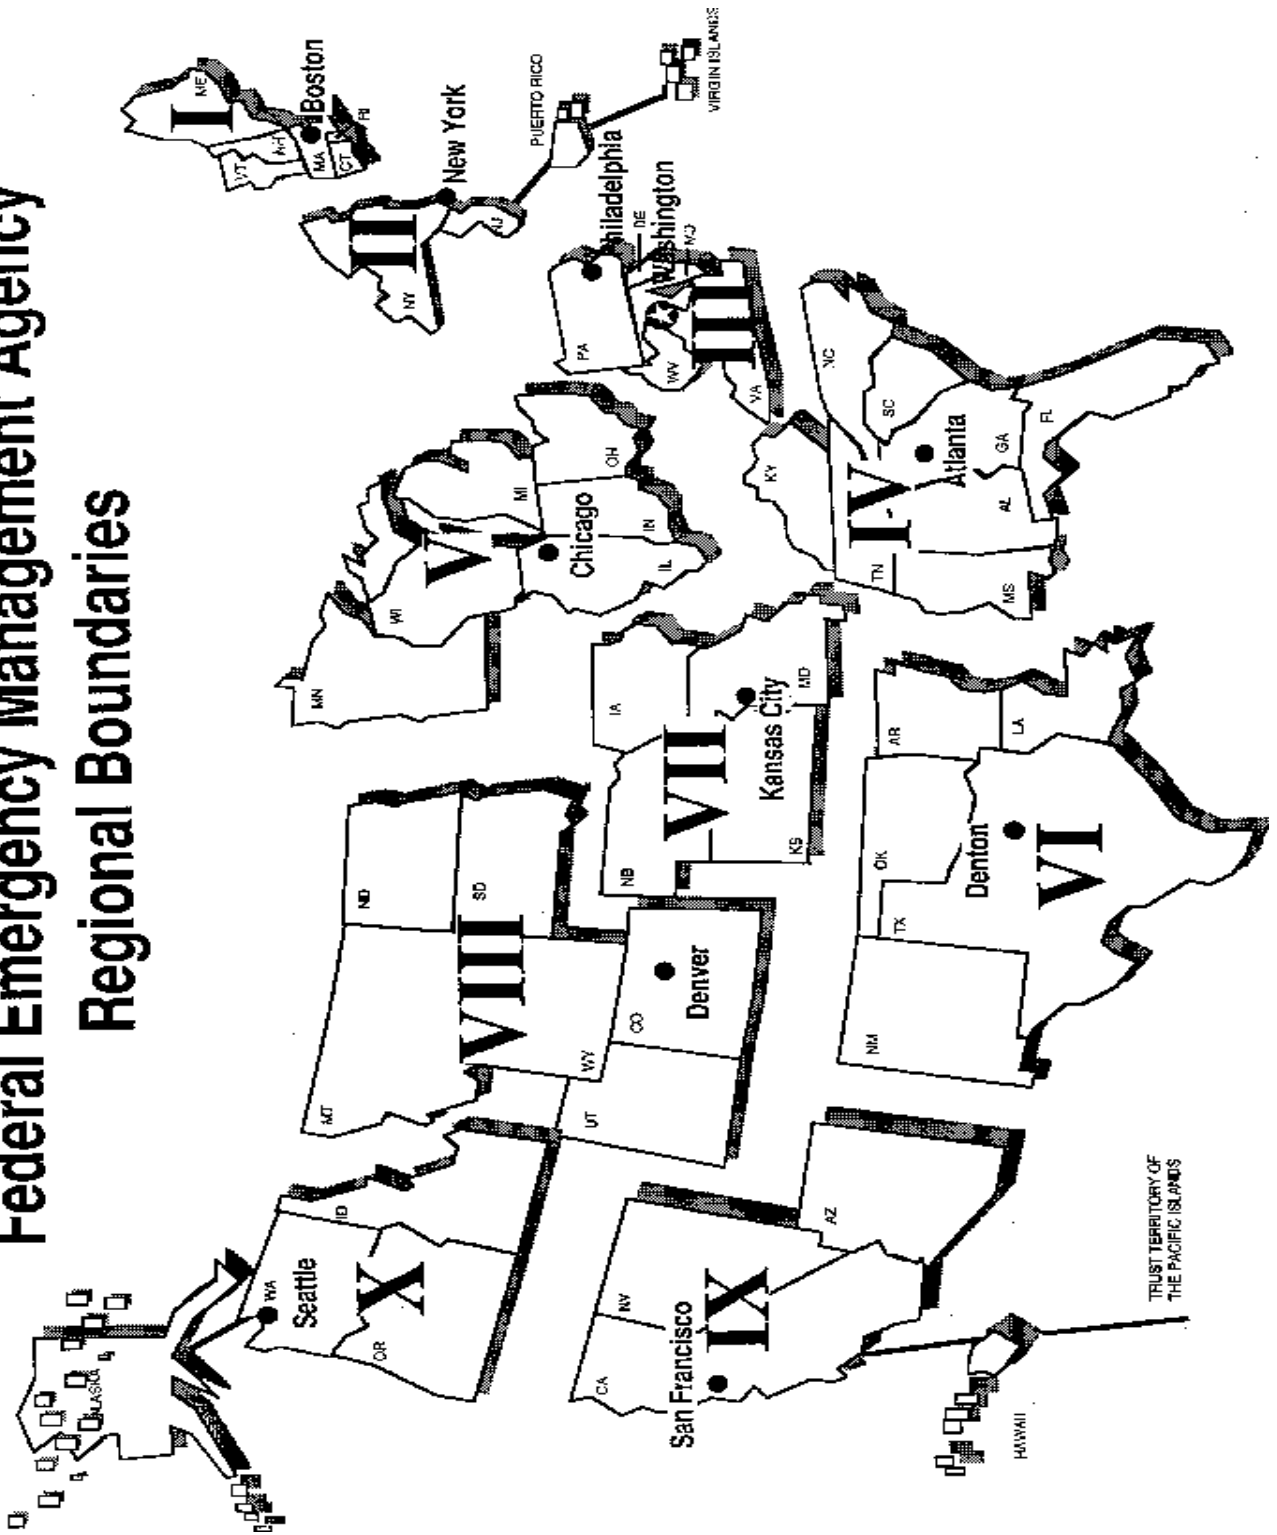 Federal Emergency Management Agency
Regional Boundaries
ALASKA
WA
Seattle
ID
X
OR
MT
ND
VIII
SD
WY
UT
CO
Denver
MN
WI
V
MI
Chicago
IL
IN
OH
ME
I
VT
NH
MA
CT
RI
Boston
NY
II
NJ
New York
PUERTO RICO
VIRGIN ISLANDS
PA
Philadelphia
DE
Washington
MD
WV
III
VA
CA
NV
San Francisco
IX
AZ
IA
NB
VII
Kansas City
KS
MO
KY
NC
TN
IV
SC
Atlanta
GA
AL
MS
FL
NM
OK
TX
AR
LA
Denton
VI
HAWAII
TRUST TERRITORY OF
THE PACIFIC ISLANDS